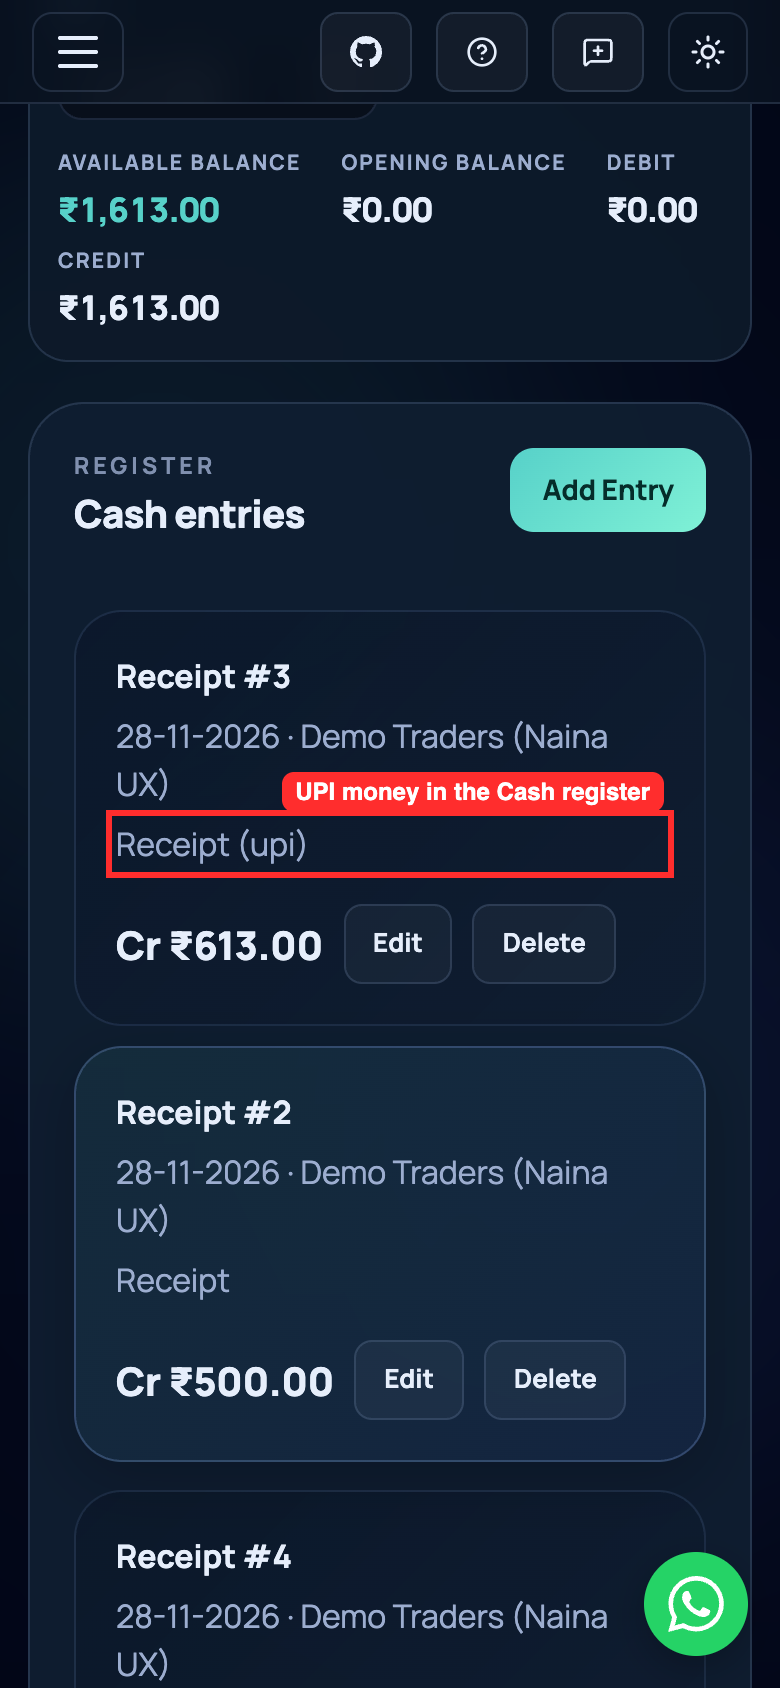 AVAILABLE BALANCE
₹1,613.00
OPENING BALANCE
₹0.00
DEBIT
₹0.00
CREDIT
₹1,613.00
REGISTER
Cash entries
Add Entry
Receipt #3
28-11-2026 · Demo Traders (Naina
UX)
UPI money in the Cash register
Receipt (upi)
Cr ₹613.00
Edit
Delete
Receipt #2
28-11-2026 · Demo Traders (Naina
UX)
Receipt
Cr ₹500.00
Edit
Delete
Receipt #4
28-11-2026 · Demo Traders (Naina
UX)